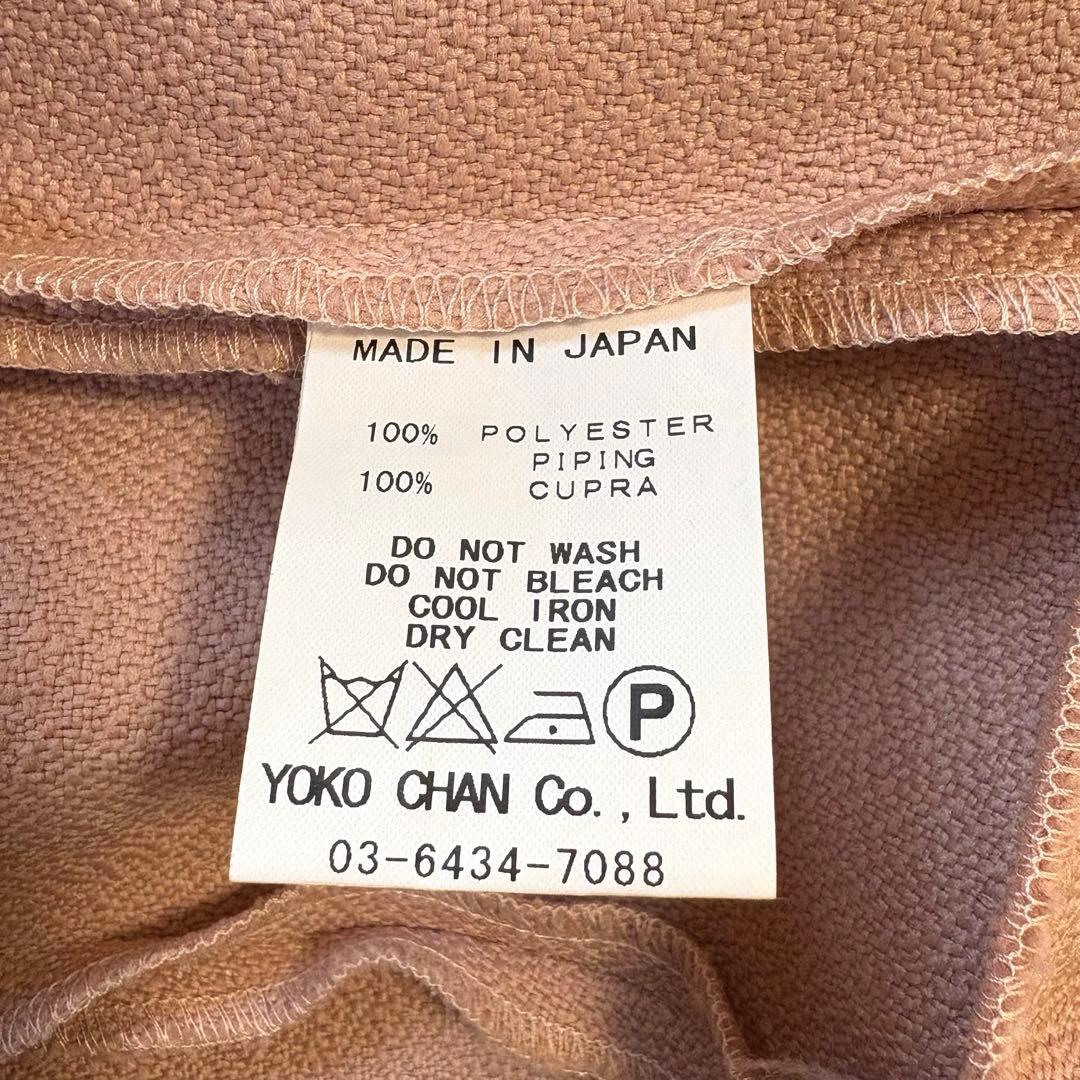 MADE IN JAPAN
100% POLYESTER
PIPING
100% CUPRA
DO NOT WASH
DO NOT BLEACH
COOL IRON
DRY CLEAN
P
YOKO CHAN Co., Ltd.
03-6434-7088